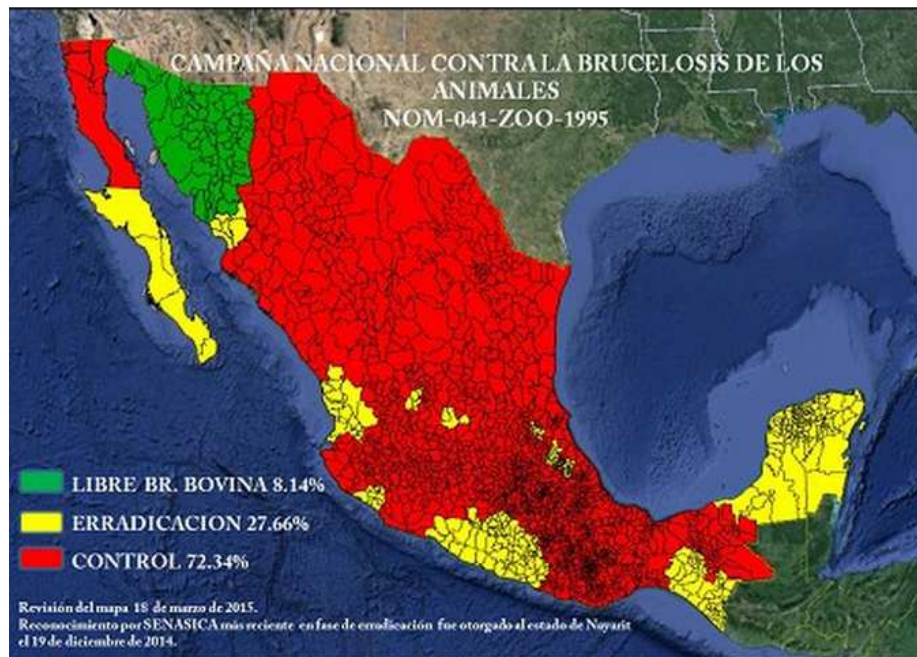 CAMPAÑA NACIONAL CONTRA LA BRUCELOSIS DE LOS
ANIMALES
NOM-041-ZOO-1995
LIBRE BR. BOVINA 8.14%
ERRADICACION 27.66%
CONTROL 72.34%
Revisión del mapa 18 de marzo de 2015.
Reconocimiento por SENASICA más reciente en fase de erradicación fue otorgado al estado de Nayarit
el 19 de diciembre de 2014.